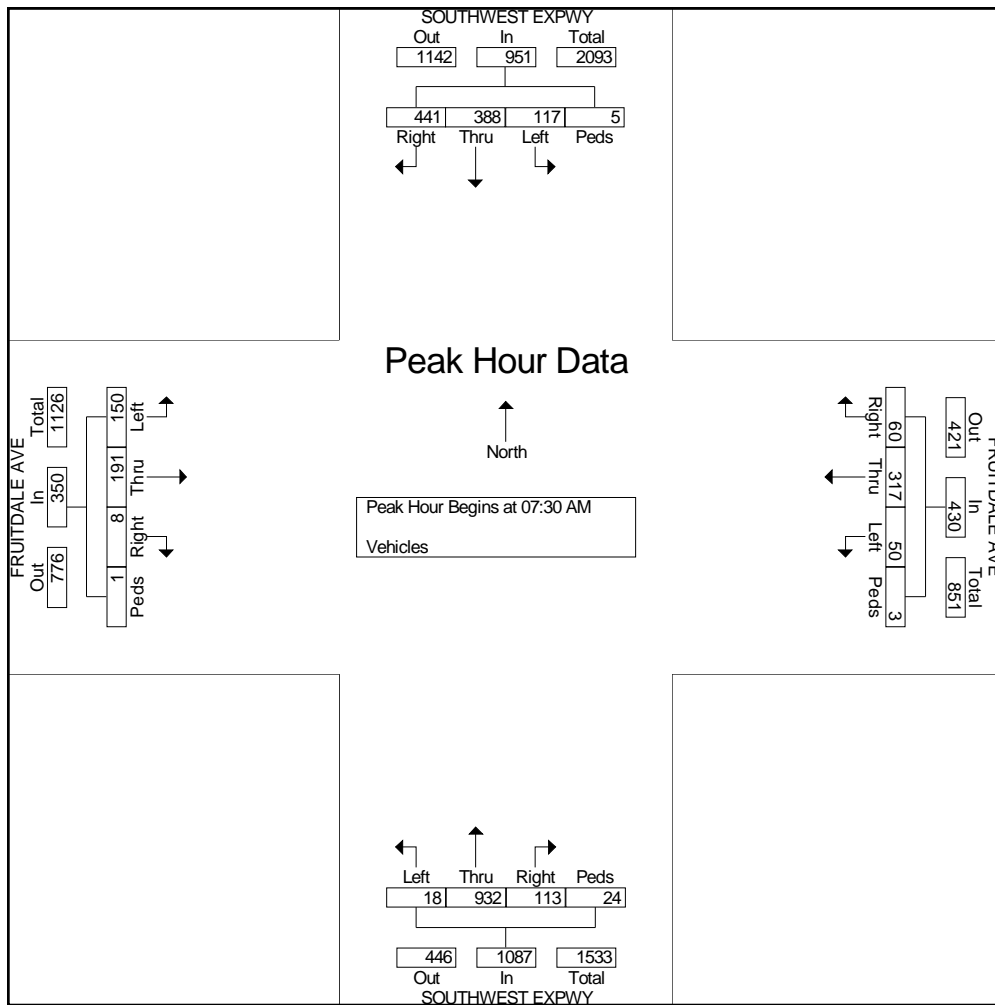 SOUTHWEST EXPWY
Out In Total
1142 951 2093
441 388 117 5
Right Thru Left Peds
Peak Hour Data
North
Peak Hour Begins at 07:30 AM
Vehicles
FRUITDALE AVE
Out In Total
776 350 1126
Left Thru Right Peds
150 191 8 1
FRUITDALE AVE
Out In Total
421 430 851
Right Thru Left Peds
60 317 50 3
Left Thru Right Peds
18 932 113 24
446 1087 1533
Out In Total
SOUTHWEST EXPWY